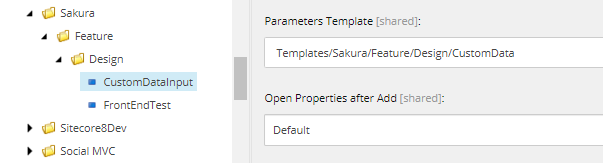 Sakura
Feature
Design
CustomDataInput
FrontEndTest
Sitecore8Dev
Social MVC
Parameters Template [shared]:
Templates/Sakura/Feature/Design/CustomData
Open Properties after Add [shared]:
Default